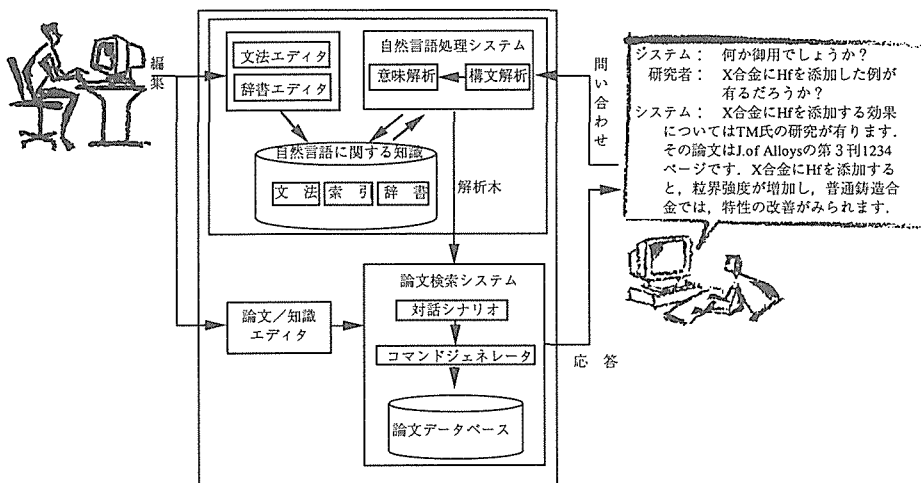 編集
文法エディタ
辞書エディタ
自然言語処理システム
意味解析
構文解析
自然言語に関する知識
文法
索引
辞書
解析木
論文／知識
エディタ
論文検索システム
対話シナリオ
コマンドジェネレータ
論文データベース
問い合わせ
応答
システム： 何か御用でしょうか？
研究者： X合金にHfを添加した例が
有るだろうか？
システム： X合金にHfを添加する効果
についてはTM氏の研究が有ります．
その論文はJ.of Alloysの第３刊1234
ページです．X合金にHfを添加する
と，粒界強度が増加し，普通鋳造合
金では，特性の改善がみられます．